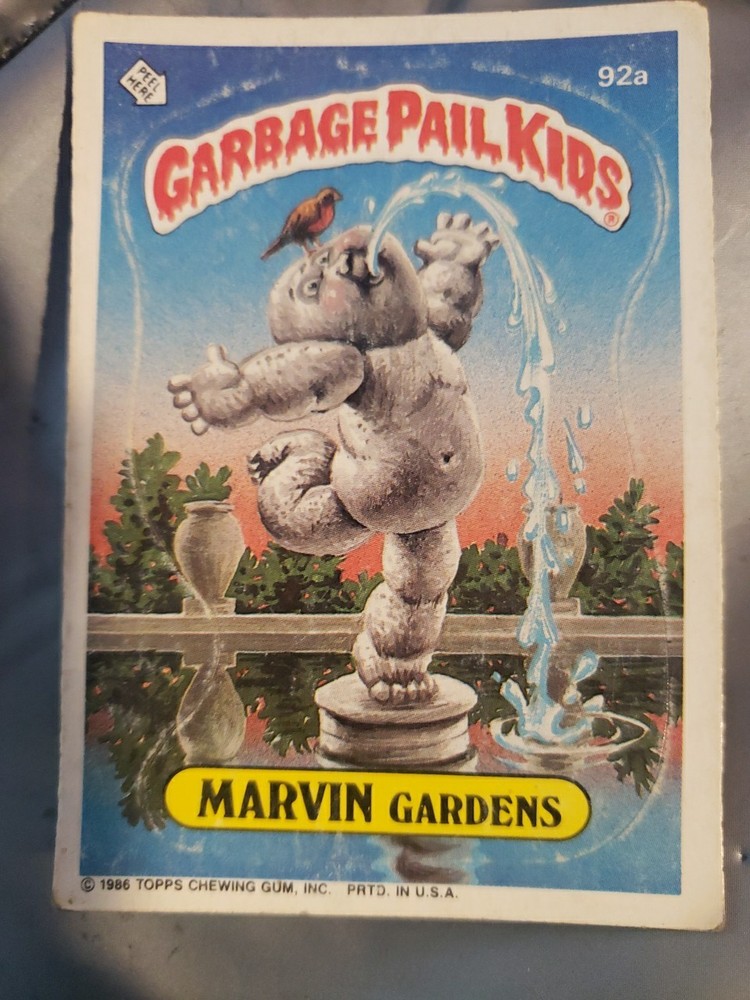 PEEL
HERE
92a
GARBAGE PAIL KIDS®
MARVIN GARDENS
© 1986 TOPPS CHEWING GUM, INC. PRTD. IN U.S.A.